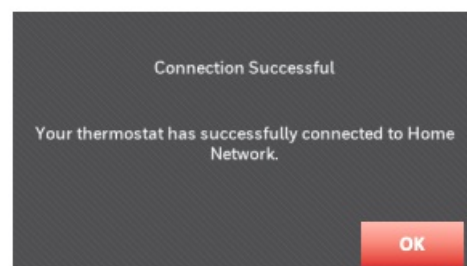 Connection Successful
Your thermostat has successfully connected to Home
Network.
OK